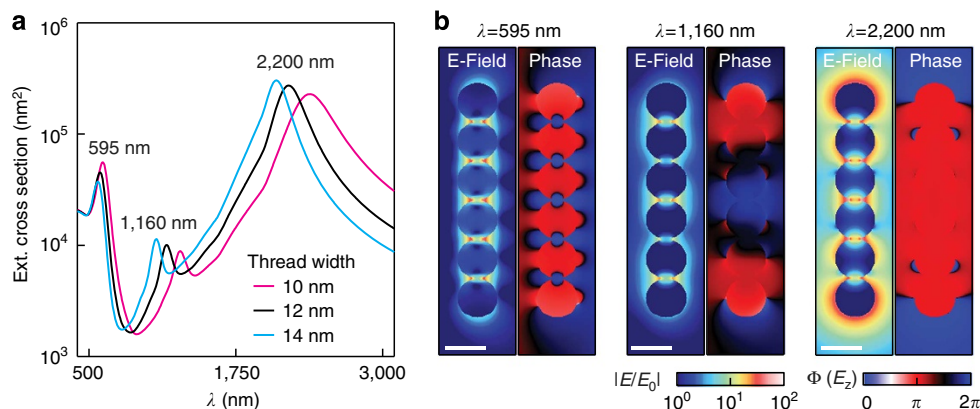 a
Ext. cross section (nm²)
10⁶
10⁵
10⁴
10³
595 nm
1,160 nm
2,200 nm
Thread width
10 nm
12 nm
14 nm
500
1,750
3,000
λ (nm)
b
λ=595 nm
λ=1,160 nm
λ=2,200 nm
E-Field
Phase
E-Field
Phase
E-Field
Phase
|E/E₀|
10⁰
10¹
10²
Φ (E_z)
0
π
2π